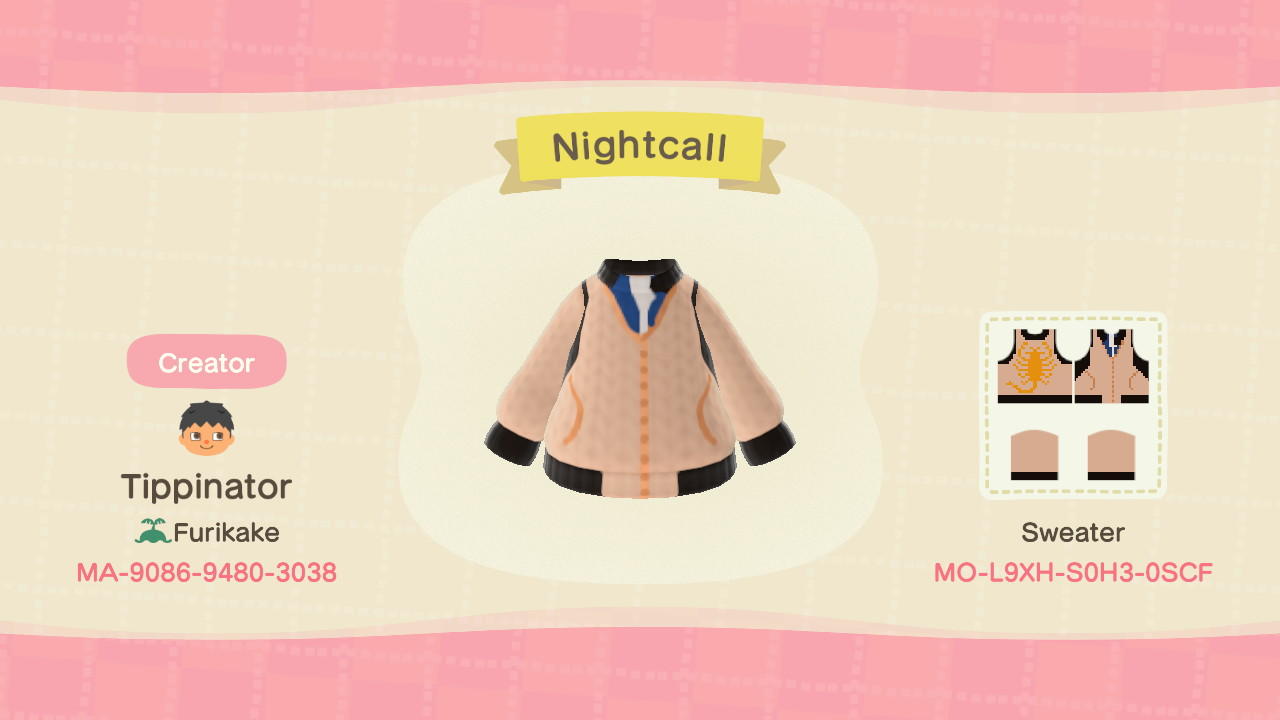 Nightcall
Creator
Tippinator
Furikake
MA-9086-9480-3038
Sweater
MO-L9XH-S0H3-0SCF